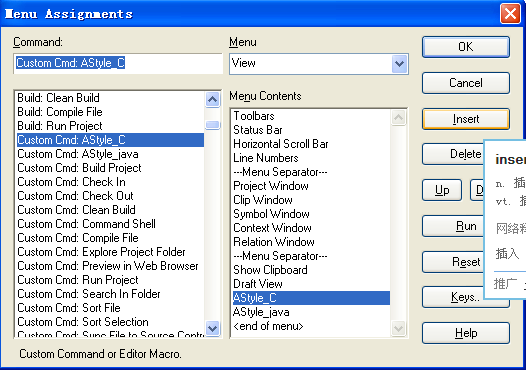 Menu Assignments
Command:
Custom Cmd: AStyle_C
Build: Clean Build
Build: Compile File
Build: Run Project
Custom Cmd: AStyle_C
Custom Cmd: AStyle_java
Custom Cmd: Build Project
Custom Cmd: Check In
Custom Cmd: Check Out
Custom Cmd: Clean Build
Custom Cmd: Command Shell
Custom Cmd: Compile File
Custom Cmd: Explore Project Folder
Custom Cmd: Preview in Web Browser
Custom Cmd: Run Project
Custom Cmd: Search In Folder
Custom Cmd: Sort File
Custom Cmd: Sort Selection
Custom Cmd: Sync File to Source Contro
Custom Command or Editor Macro.
Menu
View
Menu Contents
Toolbars
Status Bar
Horizontal Scroll Bar
Line Numbers
---Menu Separator---
Project Window
Clip Window
Symbol Window
Context Window
Relation Window
---Menu Separator---
Show Clipboard
Draft View
AStyle_C
AStyle_java
<end of menu>
OK
Cancel
Insert
Delete
Up
D
Run
Reset
Keys..
Help
inser
n. 插
vt. 插
网络释
插入
推广